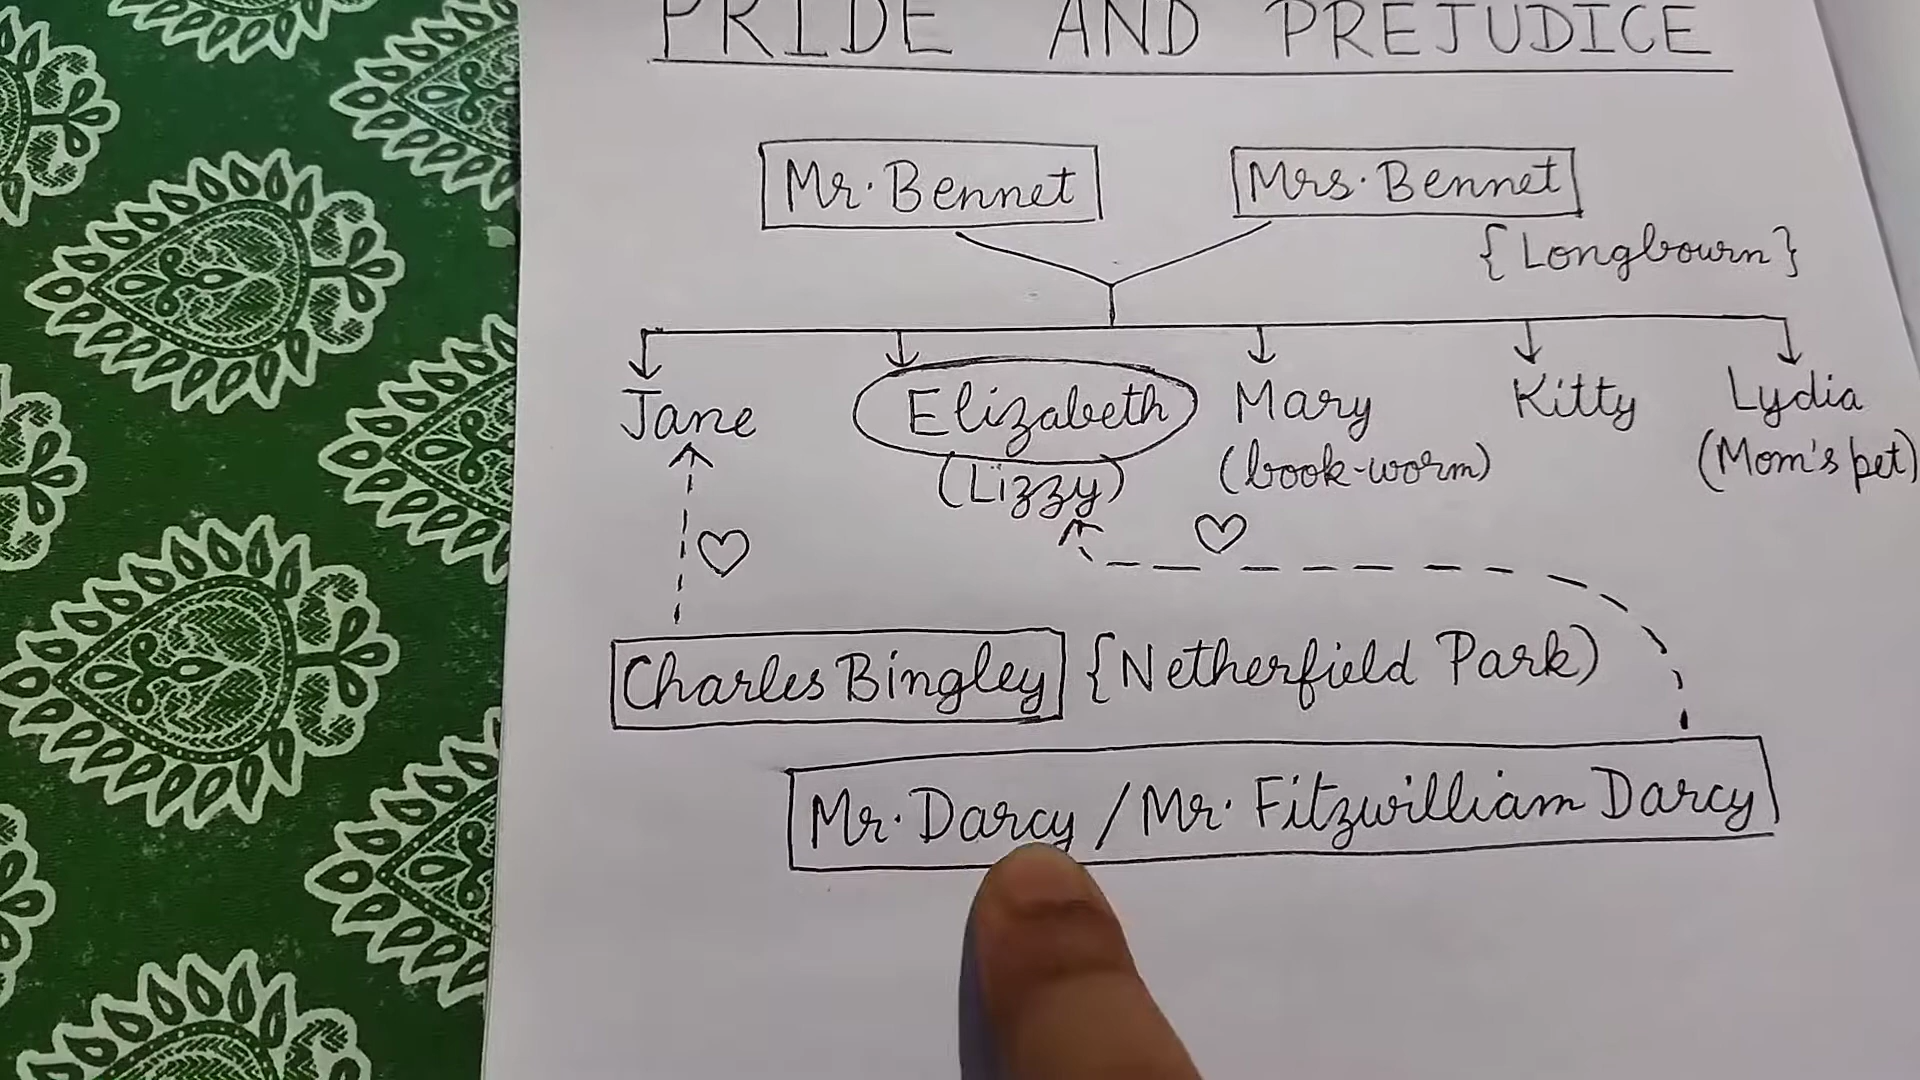 PRIDE AND PREJUDICE
Mr. Bennet Mrs. Bennet
{Longbourn}
Jane Elizabeth Mary Kitty Lydia
(Lizzy) (book-worm) (Mom's pet)
Charles Bingley {Netherfield Park)
Mr. Darcy / Mr. Fitzwilliam Darcy